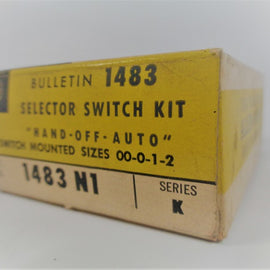 BULLETIN 1483
SELECTOR SWITCH KIT
"HAND-OFF-AUTO"
SWITCH MOUNTED SIZES 00-0-1-2
1483 N1
SERIES
K